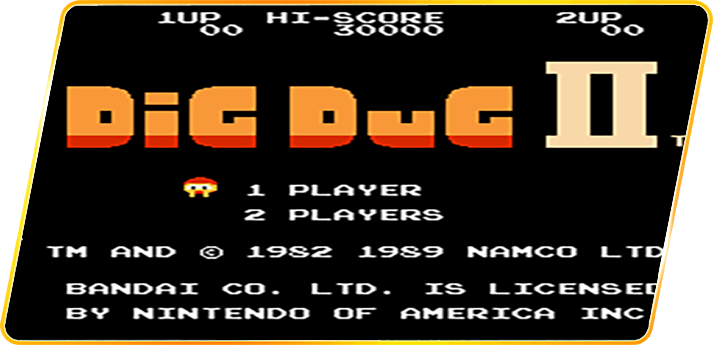 1UP HI-SCORE 2UP
00 30000 00
DiG DuG II
T
1 PLAYER
2 PLAYERS
TM AND © 1982 1989 NAMCO LTD
BANDAI CO. LTD. IS LICENSED
BY NINTENDO OF AMERICA INC